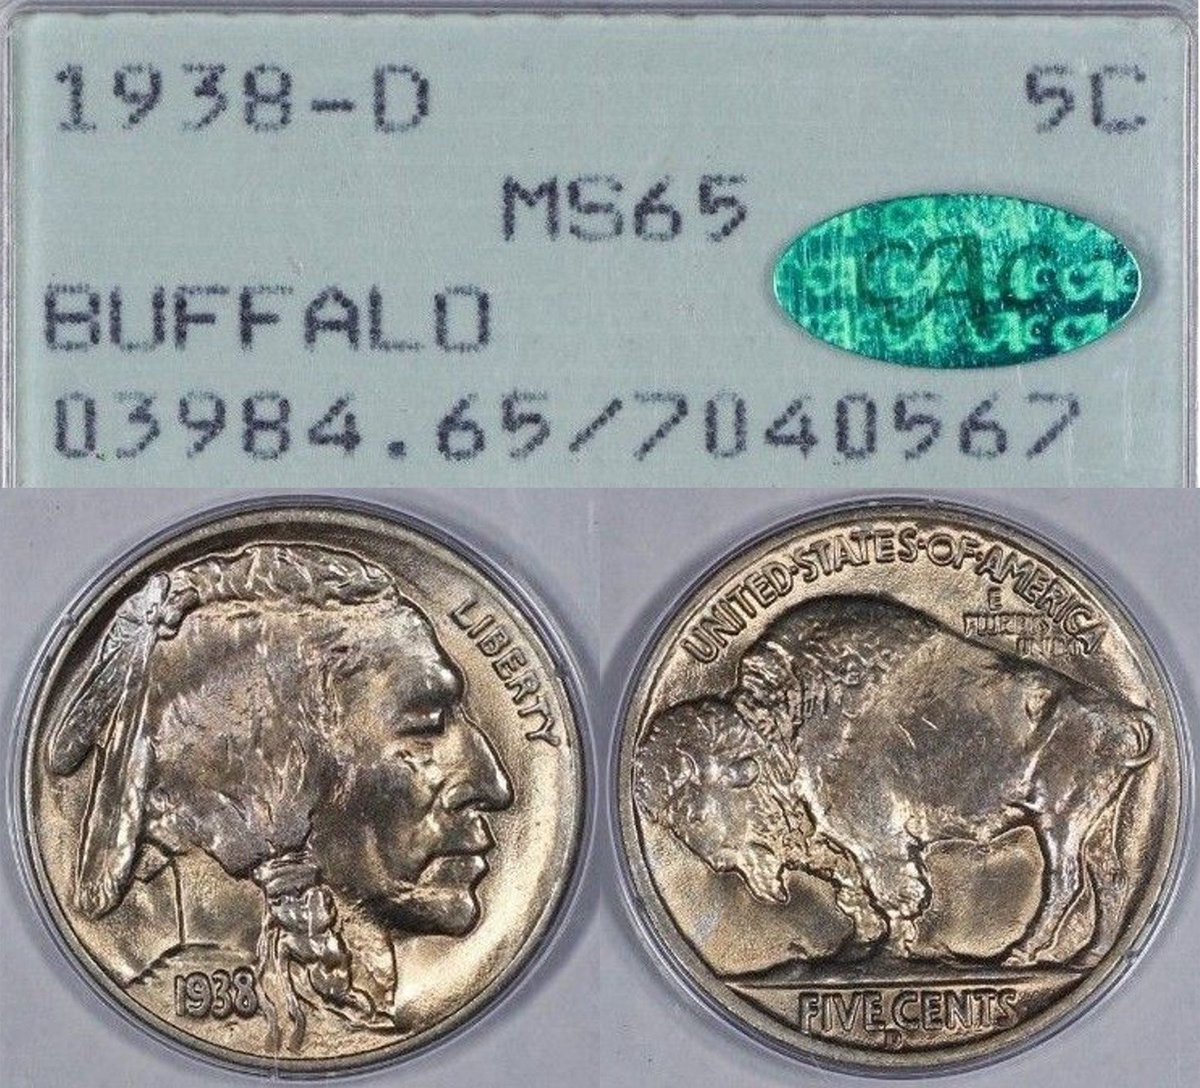 1938-D 5C
MS65
CAC
BUFFALO
03984.65/7040567
LIBERTY
1938
UNITED·STATES·OF·AMERICA
E
PLURIBUS
UNUM
FIVE CENTS
D